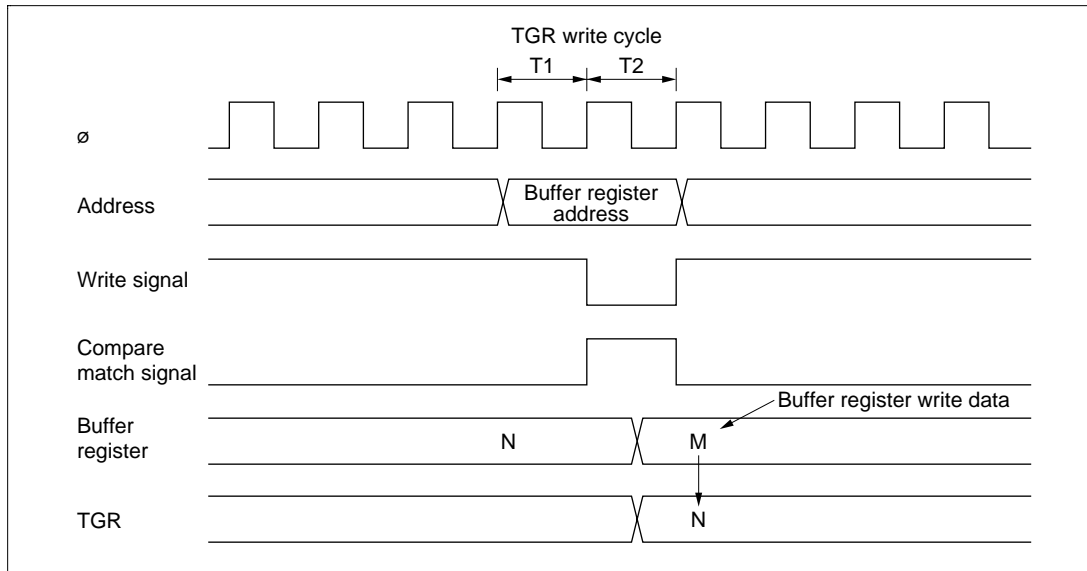 TGR write cycle
T1 T2
ø
Buffer register
address
Address
Write signal
Compare
match signal
Buffer register write data
Buffer
register
N M
TGR N